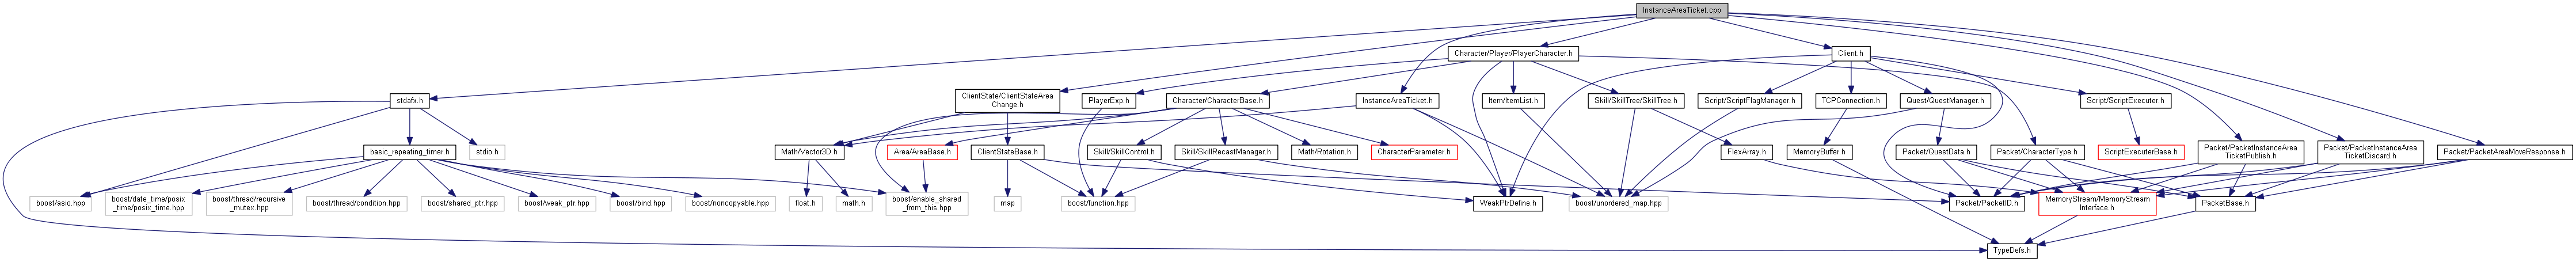 InstanceAreaTicket.cpp
Character/Player/PlayerCharacter.h
Client.h
stdafx.h
ClientState/ClientStateArea
Change.h
PlayerExp.h
Character/CharacterBase.h
InstanceAreaTicket.h
Item/ItemList.h
Skill/SkillTree/SkillTree.h
Script/ScriptFlagManager.h
TCPConnection.h
Quest/QuestManager.h
Script/ScriptExecuter.h
basic_repeating_timer.h
stdio.h
Math/Vector3D.h
Area/AreaBase.h
ClientStateBase.h
Skill/SkillControl.h
Skill/SkillRecastManager.h
Math/Rotation.h
CharacterParameter.h
FlexArray.h
MemoryBuffer.h
Packet/QuestData.h
Packet/CharacterType.h
ScriptExecuterBase.h
Packet/PacketInstanceArea
TicketPublish.h
Packet/PacketInstanceArea
TicketDiscard.h
Packet/PacketAreaMoveResponse.h
boost/asio.hpp
boost/date_time/posix
_time/posix_time.hpp
boost/thread/recursive
_mutex.hpp
boost/thread/condition.hpp
boost/shared_ptr.hpp
boost/weak_ptr.hpp
boost/bind.hpp
boost/noncopyable.hpp
float.h
math.h
boost/enable_shared
_from_this.hpp
map
boost/function.hpp
WeakPtrDefine.h
boost/unordered_map.hpp
Packet/PacketID.h
MemoryStream/MemoryStream
Interface.h
PacketBase.h
TypeDefs.h